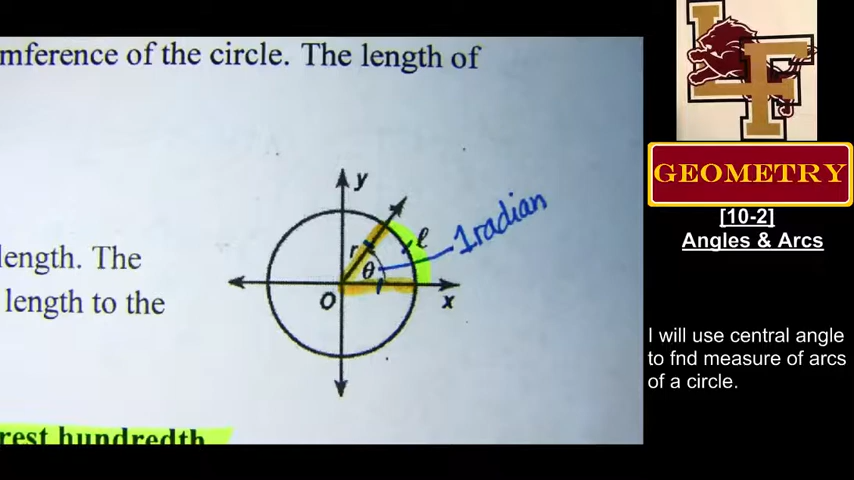 mference of the circle. The length of
y
1radian
r
l
θ
length. The
length to the
O
x
rest hundredth
LF
GEOMETRY
[10-2]
Angles & Arcs
I will use central angle
to fnd measure of arcs
of a circle.